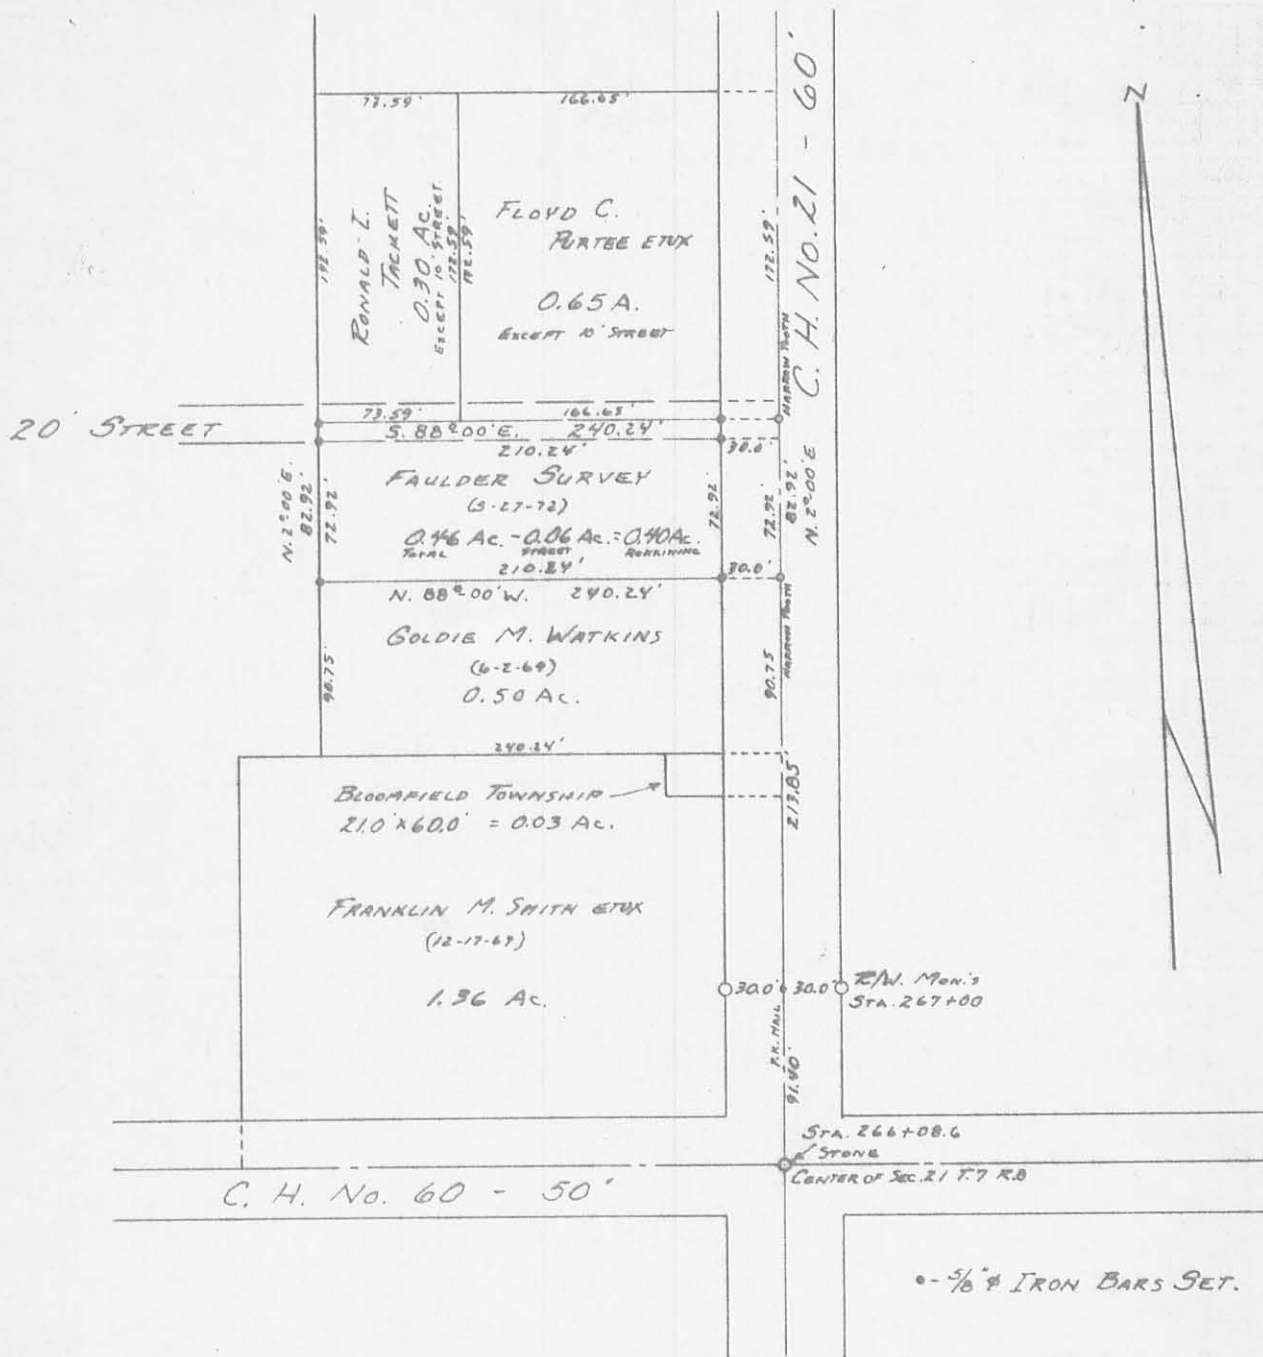 N
C. H. NO. 21 - 60'
73.59'
166.65'
192.59'
RONALD I.
TACKETT
0.30 AC.
EXCEPT 10' STREET
172.59'
172.59'
FLOYD C.
PURTEE ETUX
0.65 A.
EXCEPT 10' STREET
172.59'
HARROW TOOTH
20' STREET
73.59'
166.65'
S. 88°00'E. 240.24'
210.24'
30.0'
N. 2°00'E.
82.92'
72.92'
FAULDER SURVEY
(5-27-72)
0.46 AC. - 0.06 AC. = 0.40 AC.
TOTAL STREET REMAINING
210.24'
72.92'
72.92'
82.92'
N. 2°00'E
30.0'
N. 88°00'W. 240.24'
GOLDIE M. WATKINS
(6-2-69)
0.50 AC.
90.75'
90.75
HARROW TOOTH
240.24'
BLOOMFIELD TOWNSHIP
21.0' X 60.0' = 0.03 AC.
213.85'
FRANKLIN M. SMITH ETUX
(12-17-69)
1.36 AC.
30.0' 30.0'
R/W. MON.'S
STA. 267+00
P.K. NAIL
91.40'
STA. 266+08.6
STONE
CENTER OF SEC. 21 T.7 R.8
C. H. NO. 60 - 50'
•- 5/8" φ IRON BARS SET.